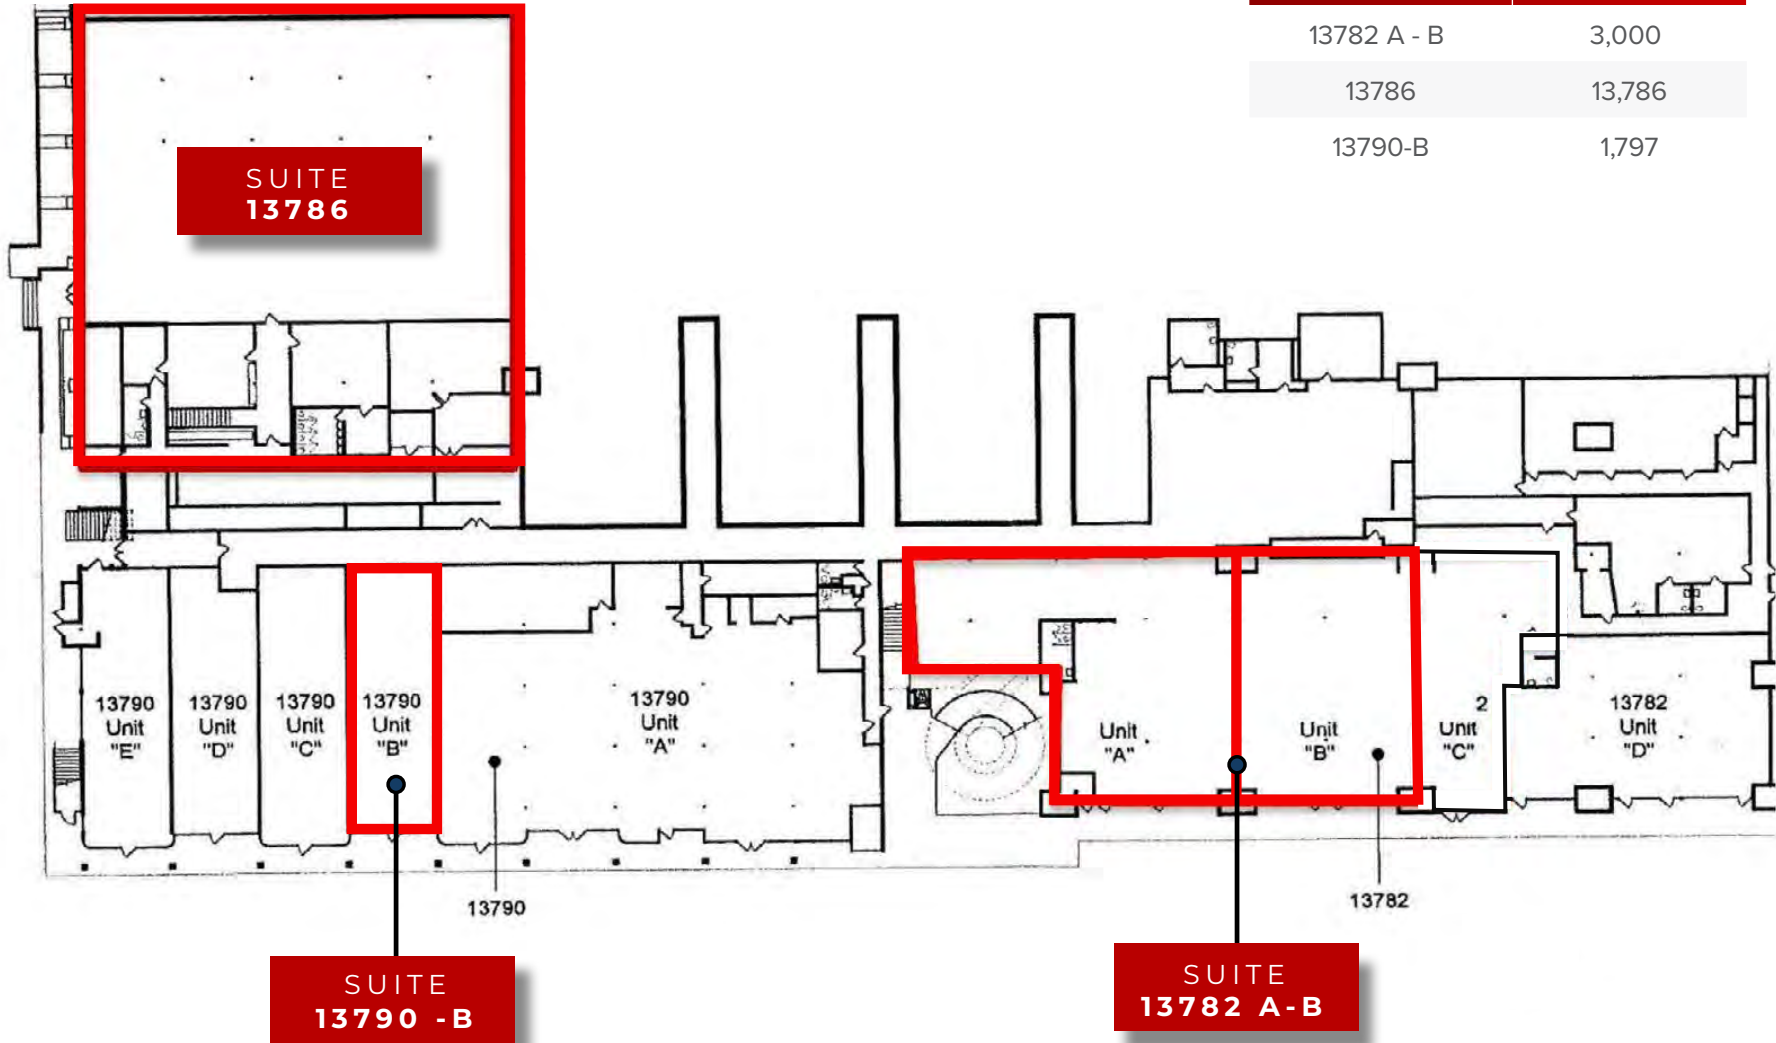 13782 A - B 3,000
13786 13,786
13790-B 1,797
SUITE
13786
13790
Unit
"E"
13790
Unit
"D"
13790
Unit
"C"
13790
Unit
"B"
13790
Unit
"A"
Unit
"A"
Unit
"B"
2
Unit
"C"
13782
Unit
"D"
13790
13782
SUITE
13790 -B
SUITE
13782 A-B